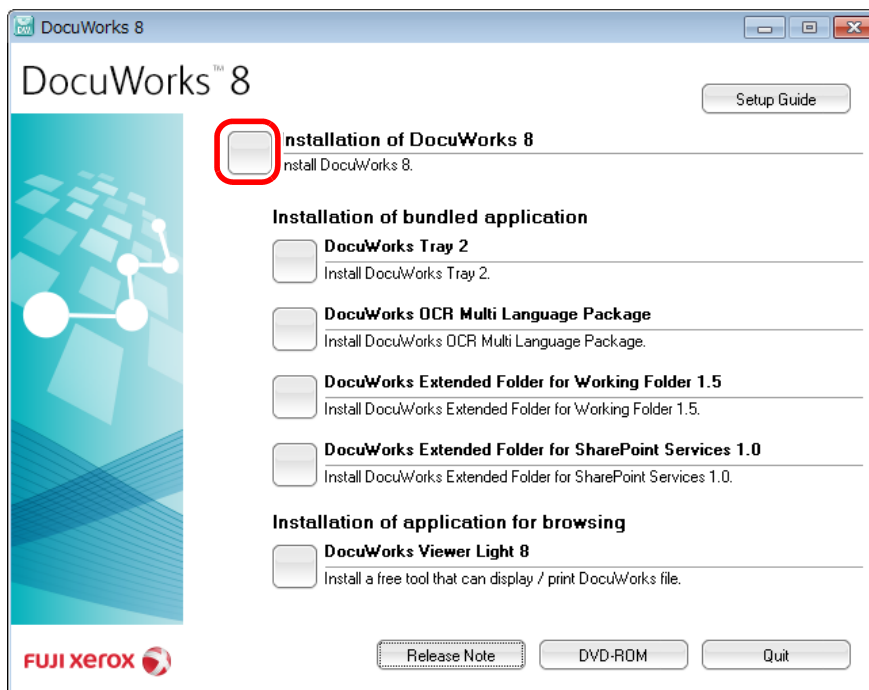 DocuWorks 8
DocuWorks™ 8
Setup Guide
nstallation of DocuWorks 8
nstall DocuWorks 8.
Installation of bundled application
DocuWorks Tray 2
Install DocuWorks Tray 2.
DocuWorks OCR Multi Language Package
Install DocuWorks OCR Multi Language Package.
DocuWorks Extended Folder for Working Folder 1.5
Install DocuWorks Extended Folder for Working Folder 1.5.
DocuWorks Extended Folder for SharePoint Services 1.0
Install DocuWorks Extended Folder for SharePoint Services 1.0.
Installation of application for browsing
DocuWorks Viewer Light 8
Install a free tool that can display / print DocuWorks file.
FUJI xerox
Release Note
DVD-ROM
Quit